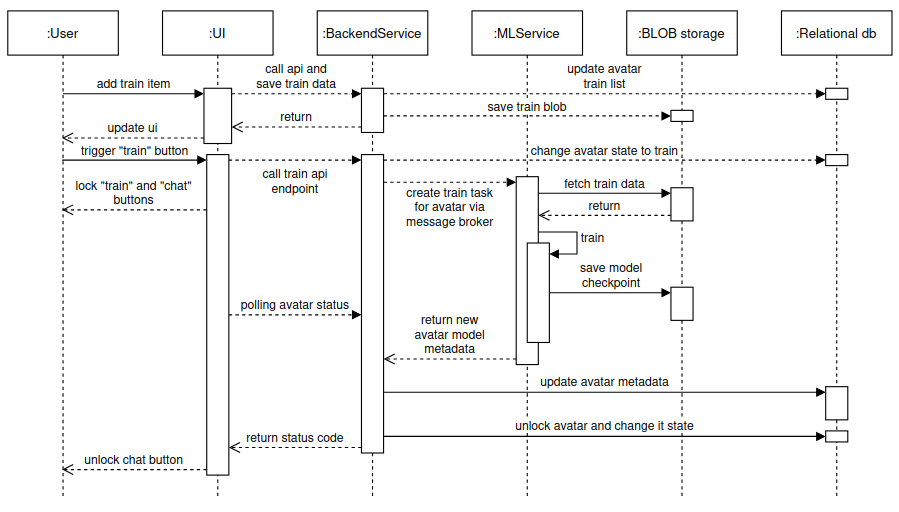 :User
:UI
:BackendService
:MLService
:BLOB storage
:Relational db
add train item
call api and
save train data
update avatar
train list
save train blob
return
update ui
trigger "train" button
call train api
endpoint
change avatar state to train
lock "train" and "chat"
buttons
create train task
for avatar via
message broker
fetch train data
return
train
save model
checkpoint
polling avatar status
return new
avatar model
metadata
update avatar metadata
unlock avatar and change it state
return status code
unlock chat button